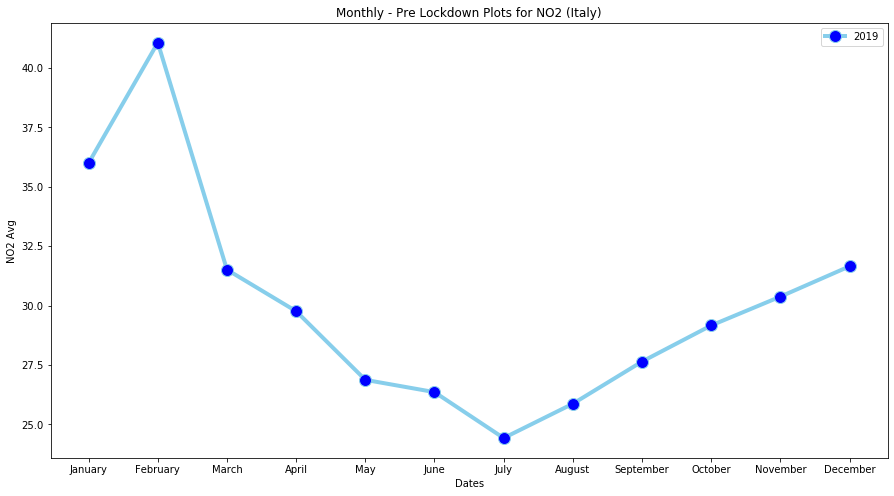 Monthly - Pre Lockdown Plots for NO2 (Italy)
2019
40.0
37.5
35.0
32.5
30.0
27.5
25.0
NO2 Avg
January February March April May June July August September October November December
Dates